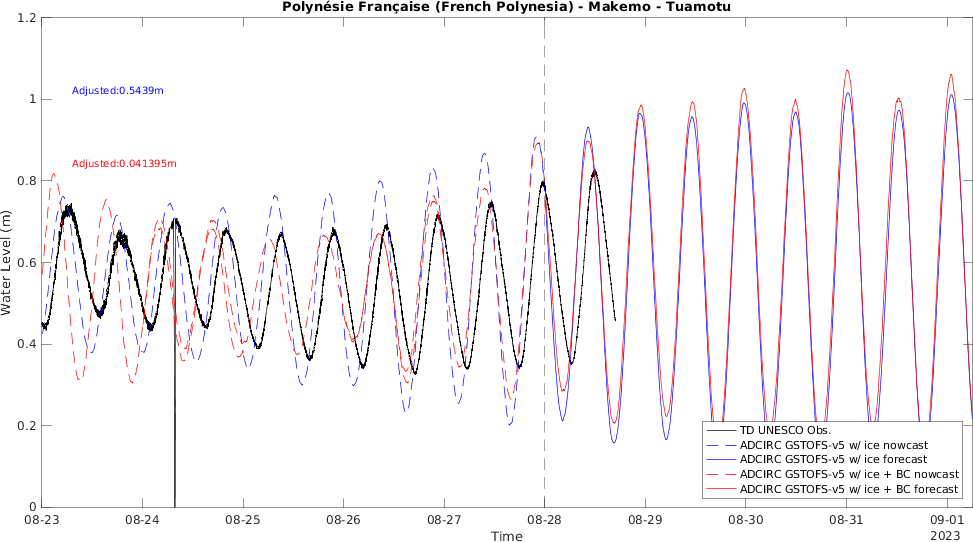 Polynésie Française (French Polynesia) - Makemo - Tuamotu
1.2
1
0.8
0.6
0.4
0.2
0
Water Level (m)
Adjusted:0.5439m
Adjusted:0.041395m
TD UNESCO Obs.
ADCIRC GSTOFS-v5 w/ ice nowcast
ADCIRC GSTOFS-v5 w/ ice forecast
ADCIRC GSTOFS-v5 w/ ice + BC nowcast
ADCIRC GSTOFS-v5 w/ ice + BC forecast
08-23 08-24 08-25 08-26 08-27 08-28 08-29 08-30 08-31 09-01
2023
Time